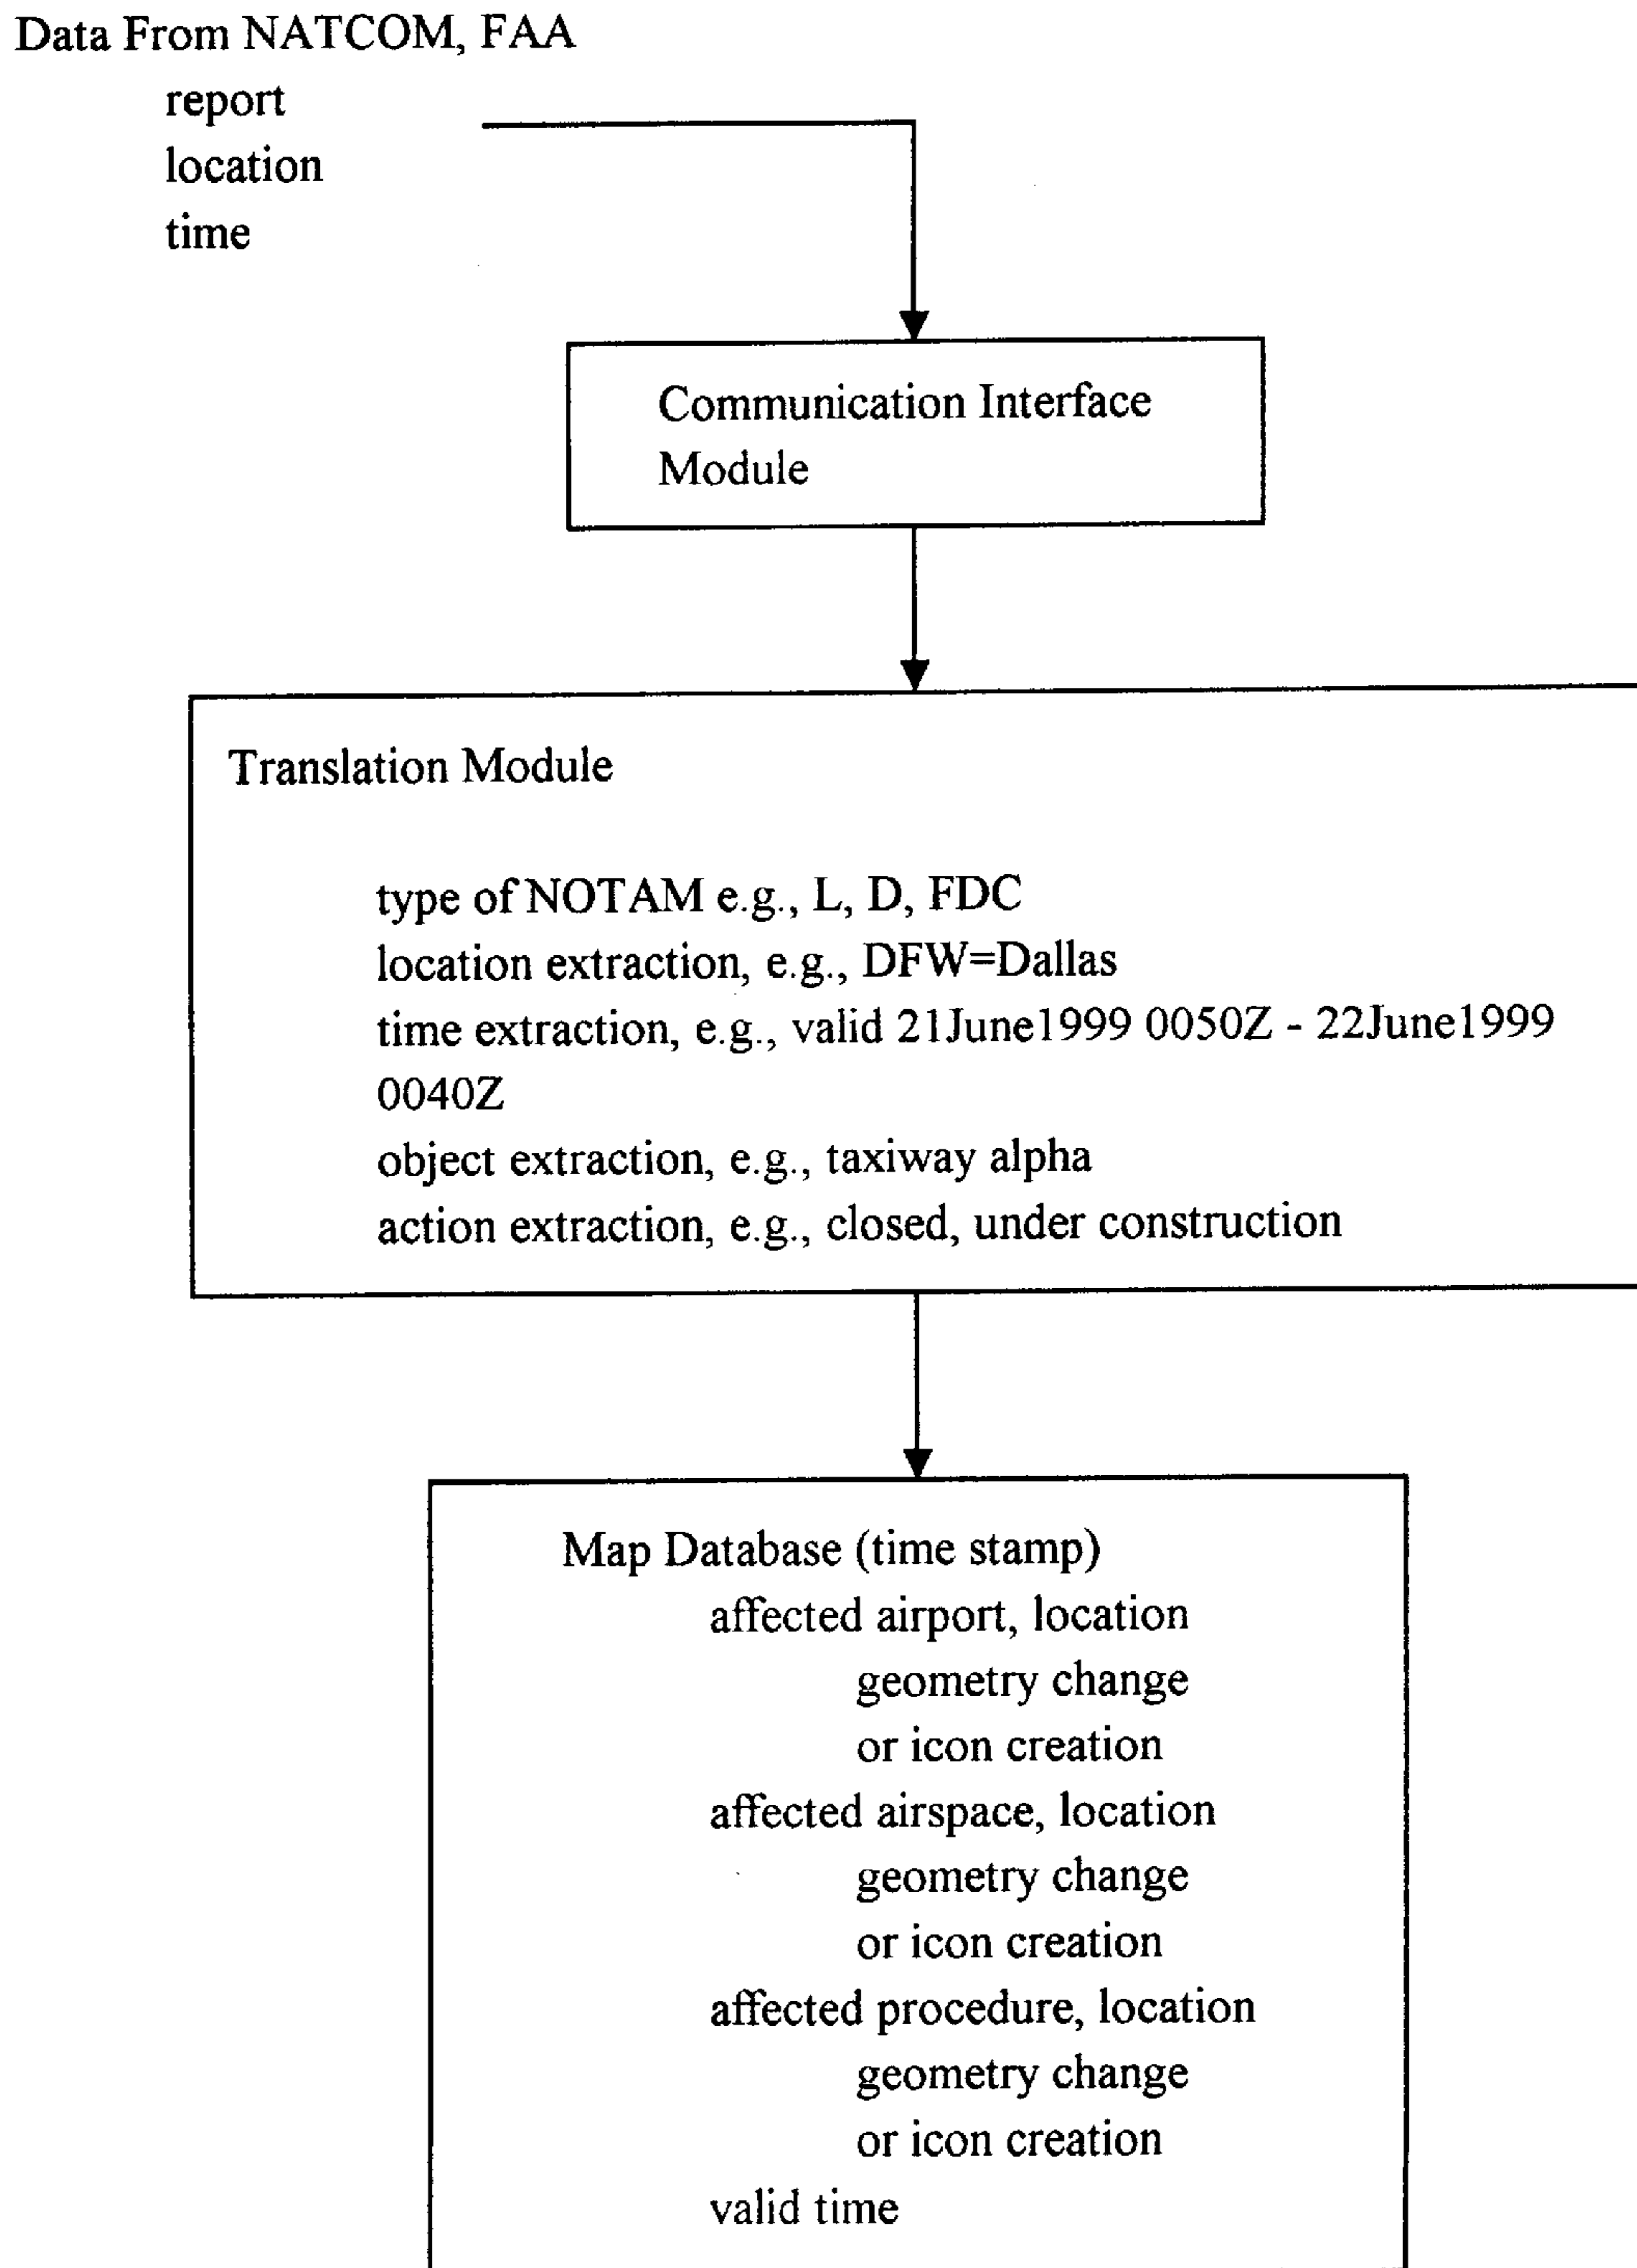 Data From NATCOM, FAA
report
location
time
Communication Interface
Module
Translation Module
type of NOTAM e.g., L, D, FDC
location extraction, e.g., DFW=Dallas
time extraction, e.g., valid 21June1999 0050Z - 22June1999
0040Z
object extraction, e.g., taxiway alpha
action extraction, e.g., closed, under construction
Map Database (time stamp)
affected airport, location
geometry change
or icon creation
affected airspace, location
geometry change
or icon creation
affected procedure, location
geometry change
or icon creation
valid time